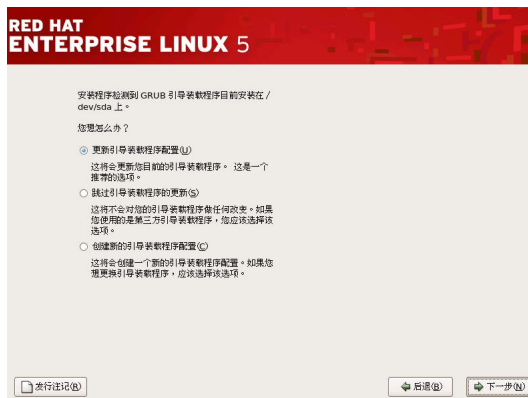 RED HAT
ENTERPRISE LINUX 5
安装程序检测到 GRUB 引导装载程序目前安装在 /
dev/sda 上。
您想怎么办？
更新引导装载程序配置(U)
这将会更新您目前的引导装载程序。 这是一个
推荐的选项。
跳过引导装载程序的更新(S)
这将不会对您的引导装载程序做任何改变。如果
您使用的是第三方引导装载程序，您应该选择该
选项。
创建新的引导装载程序配置(C)
这将会创建一个新的引导装载程序配置。如果您
想更换引导装载程序，应该选择该选项。
发行注记(R)
后退(B)
下一步(N)